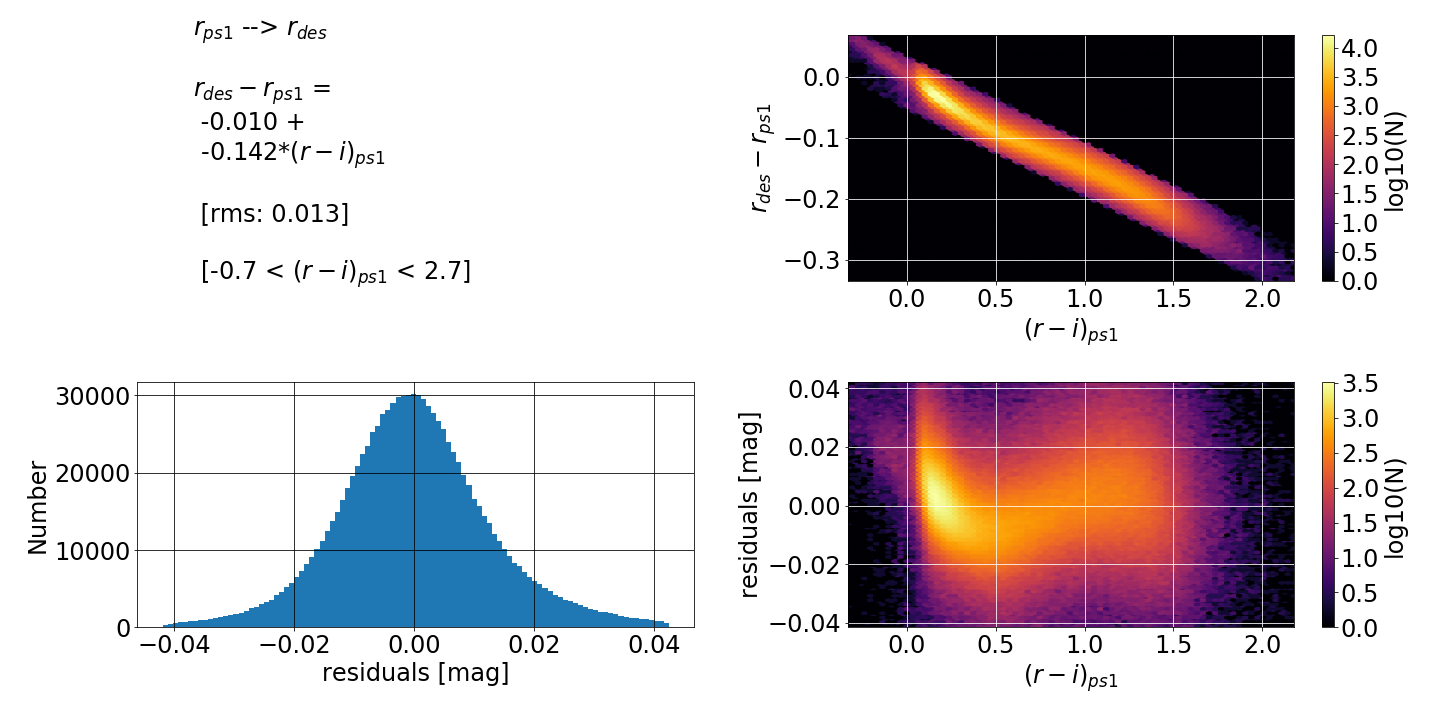 r_ps1 --> r_des
r_des − r_ps1 =
-0.010 +
-0.142*(r − i)_ps1
[rms: 0.013]
[-0.7 < (r − i)_ps1 < 2.7]
0.0
−0.1
−0.2
−0.3
r_des − r_ps1
0.0 0.5 1.0 1.5 2.0
(r − i)_ps1
4.0
3.5
3.0
2.5
2.0
1.5
1.0
0.5
0.0
log10(N)
30000
20000
10000
0
Number
−0.04 −0.02 0.00 0.02 0.04
residuals [mag]
0.04
0.02
0.00
−0.02
−0.04
residuals [mag]
0.0 0.5 1.0 1.5 2.0
(r − i)_ps1
3.5
3.0
2.5
2.0
1.5
1.0
0.5
0.0
log10(N)